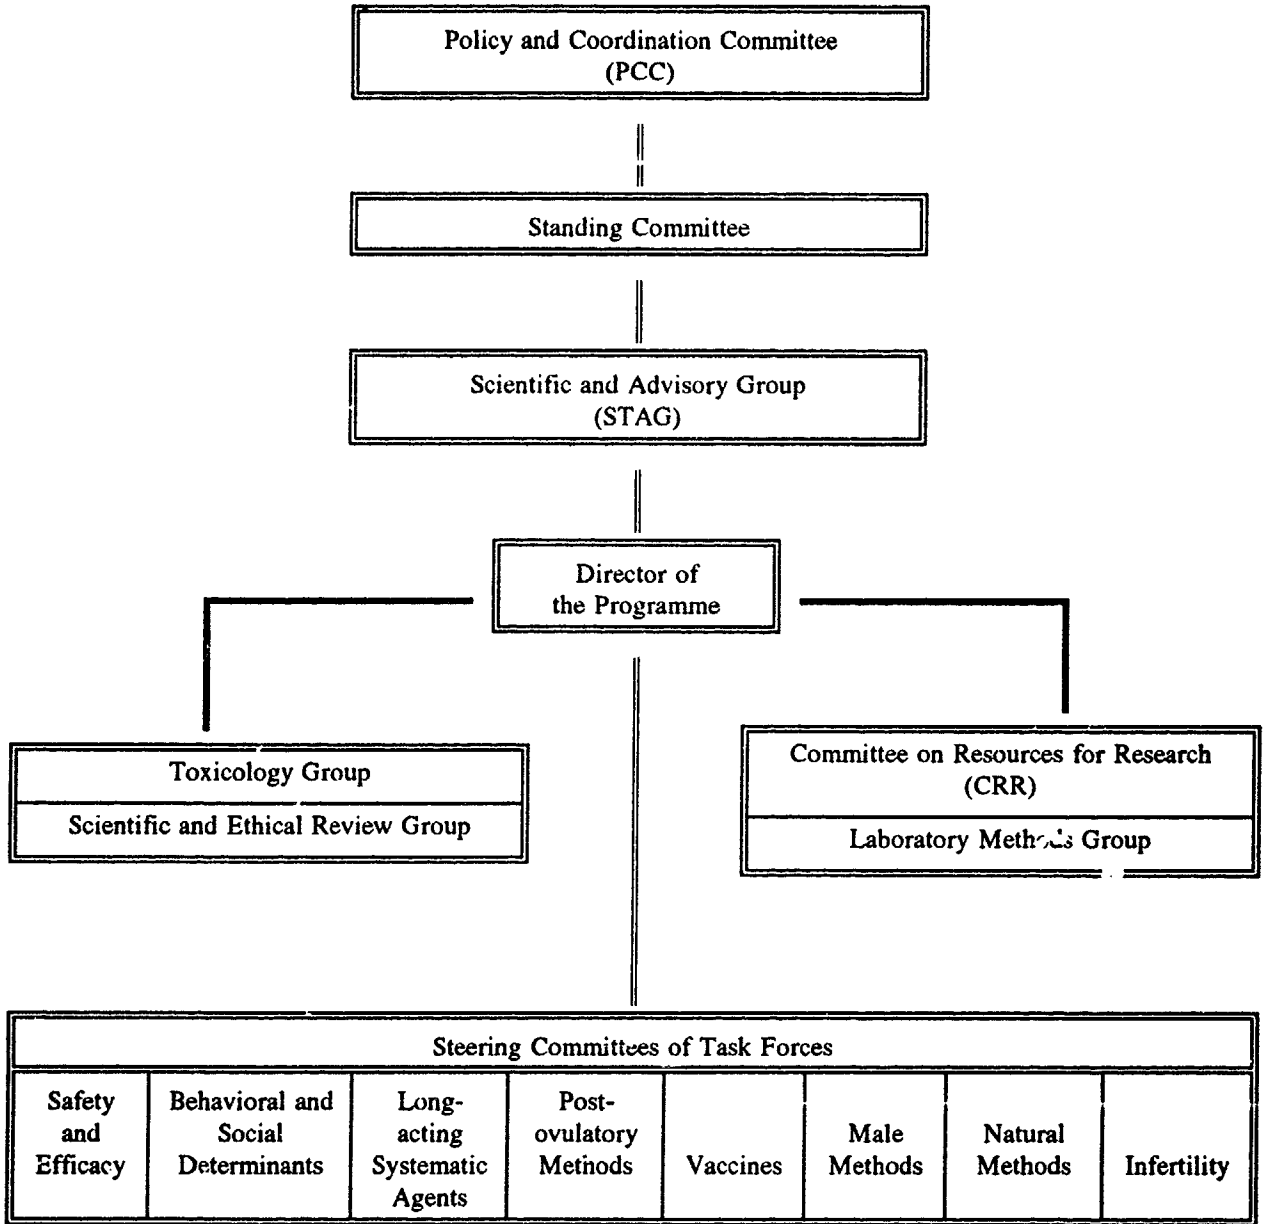 Policy and Coordination Committee
(PCC)
Standing Committee
Scientific and Advisory Group
(STAG)
Director of
the Programme
Toxicology Group
Scientific and Ethical Review Group
Committee on Resources for Research
(CRR)
Laboratory Methods Group
Steering Committees of Task Forces
Safety
and
Efficacy
Behavioral and
Social
Determinants
Long-
acting
Systematic
Agents
Post-
ovulatory
Methods
Vaccines
Male
Methods
Natural
Methods
Infertility